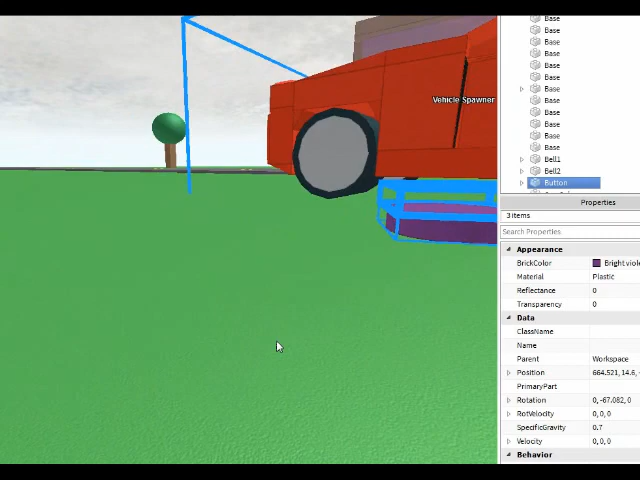 Base
Base
Base
Base
Base
Base
Base
Base
Base
Base
Base
Base
Bell1
Bell2
Button
Vehicle Spawner
Properties
3 items
Search Properties
Appearance
BrickColor Bright viole
Material Plastic
Reflectance 0
Transparency 0
Data
ClassName
Name
Parent Workspace
Position 664.521, 14.6, -
PrimaryPart
Rotation 0, -67.082, 0
RotVelocity 0, 0, 0
SpecificGravity 0.7
Velocity 0, 0, 0
Behavior